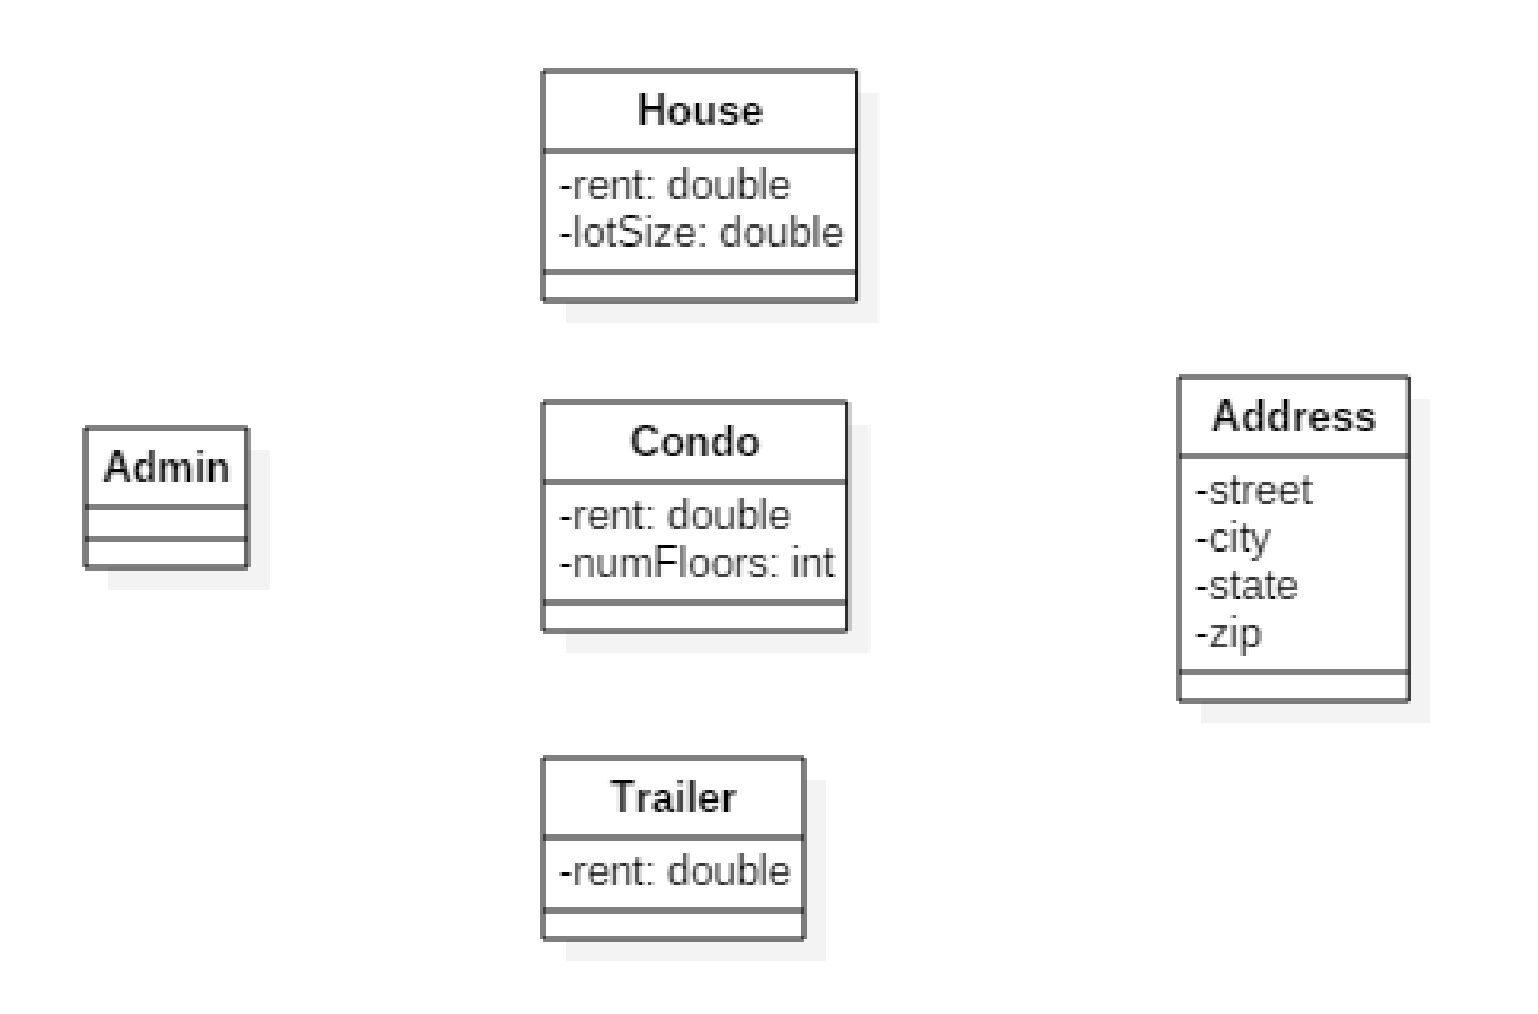 House
-rent: double
-lotSize: double
Admin
Condo
-rent: double
-numFloors: int
Address
-street
-city
-state
-zip
Trailer
-rent: double